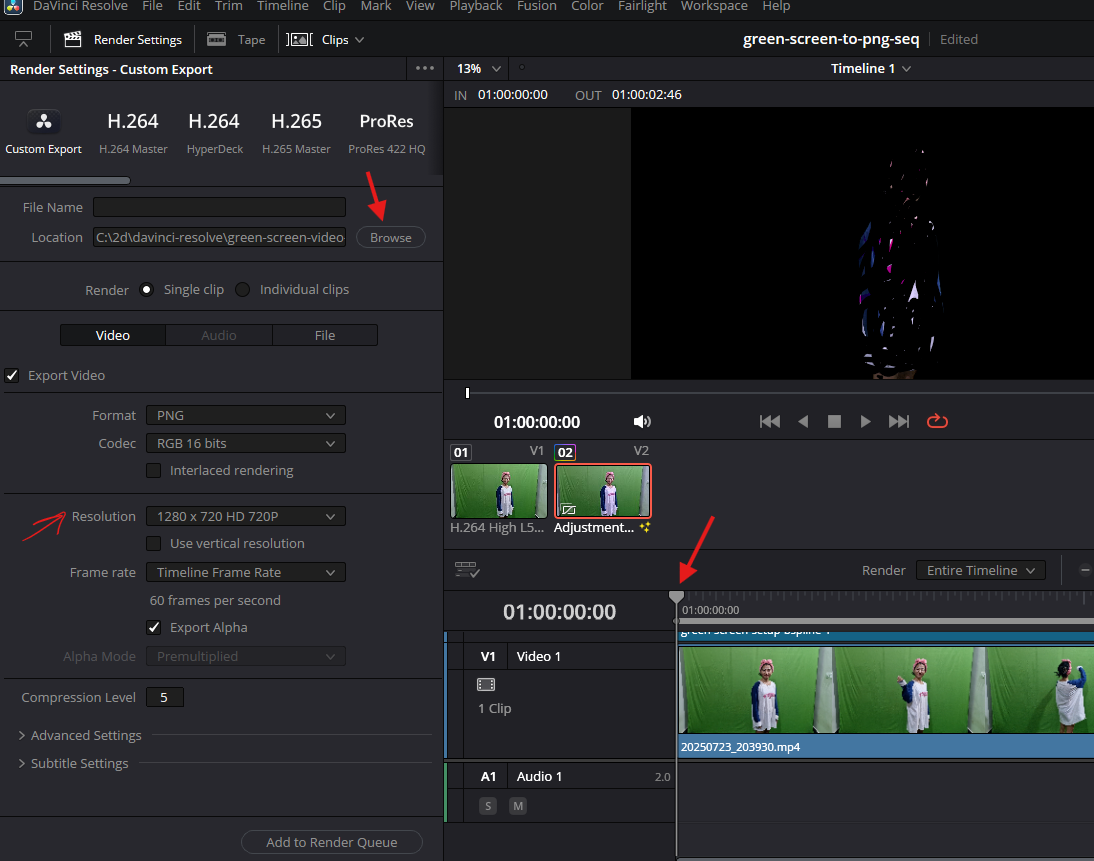 DaVinci Resolve File Edit Trim Timeline Clip Mark View Playback Fusion Color Fairlight Workspace Help
Render Settings Tape Clips green-screen-to-png-seq Edited
Render Settings - Custom Export
13% Timeline 1
IN 01:00:00:00 OUT 01:00:02:46
H.264 H.264 H.265 ProRes
Custom Export H.264 Master HyperDeck H.265 Master ProRes 422 HQ
File Name
Location C:\2d\davinci-resolve\green-screen-video- Browse
Render Single clip Individual clips
Video Audio File
Export Video
Format PNG
Codec RGB 16 bits
Interlaced rendering
Resolution 1280 x 720 HD 720P
Use vertical resolution
Frame rate Timeline Frame Rate
60 frames per second
Export Alpha
Alpha Mode Premultiplied
Compression Level 5
Advanced Settings
Subtitle Settings
Add to Render Queue
01:00:00:00
01 V1 02 V2
H.264 High L5... Adjustment...
Render Entire Timeline
01:00:00:00
01:00:00:00
green screen setup bspline 1
V1 Video 1
1 Clip
20250723_203930.mp4
A1 Audio 1 2.0
S M